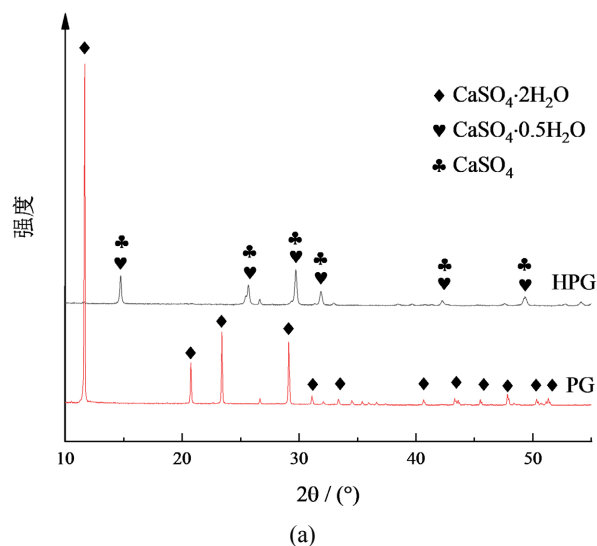 ♦ CaSO₄·2H₂O
♥ CaSO₄·0.5H₂O
♣ CaSO₄
强度
HPG
PG
10 20 30 40 50
2θ / (°)
(a)